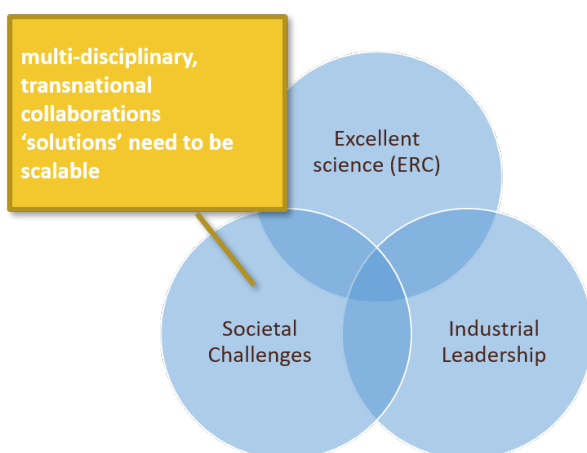 multi-disciplinary,
transnational
collaborations
‘solutions’ need to be
scalable
Excellent
science (ERC)
Societal
Challenges
Industrial
Leadership